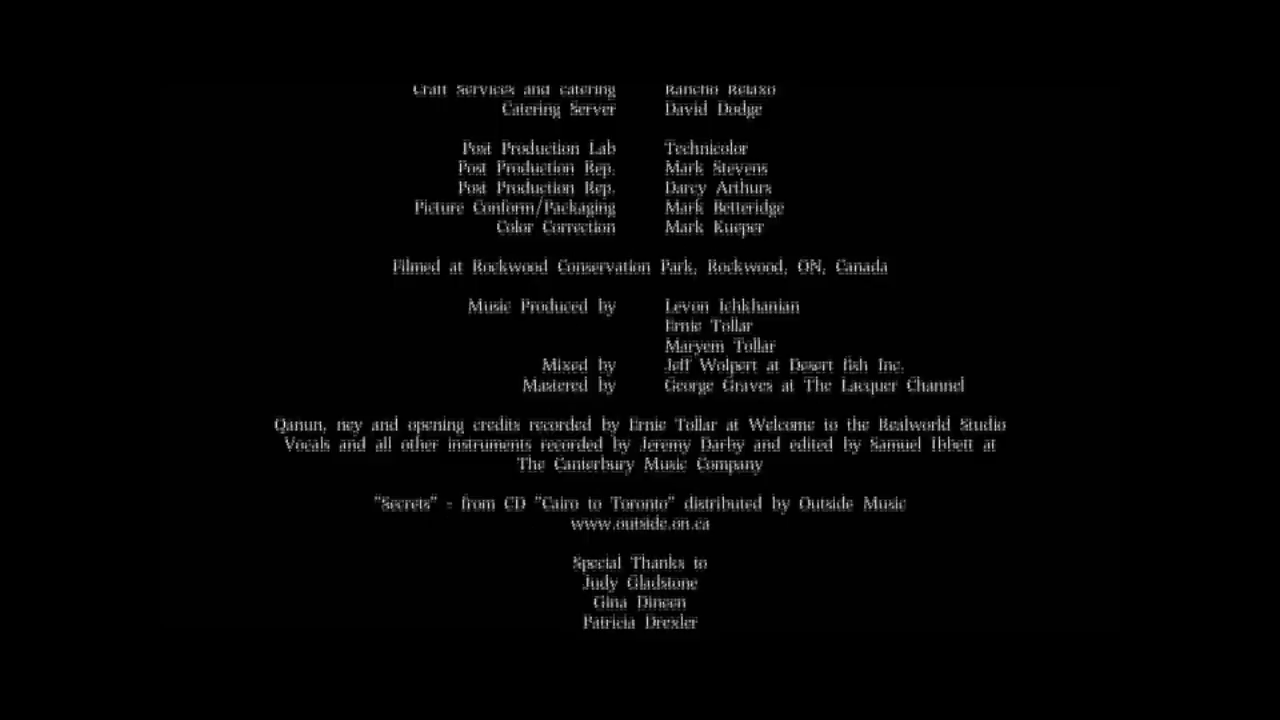 Craft Services and catering Rancho Relaxo
Catering Server David Dodge
Post Production Lab Technicolor
Post Production Rep. Mark Stevens
Post Production Rep. Darcy Arthurs
Picture Conform/Packaging Mark Betteridge
Color Correction Mark Kueper
Filmed at Rockwood Conservation Park, Rockwood, ON, Canada
Music Produced by Levon Ichkhanian
Ernie Tollar
Maryem Tollar
Mixed by Jeff Wolpert at Desert fish Inc.
Mastered by George Graves at The Lacquer Channel
Qanun, ney and opening credits recorded by Ernie Tollar at Welcome to the Realworld Studio
Vocals and all other instruments recorded by Jeremy Darby and edited by Samuel Ibbett at
The Canterbury Music Company
"Secrets" - from CD "Cairo to Toronto" distributed by Outside Music
www.outside.on.ca
Special Thanks to
Judy Gladstone
Gina Dineen
Patricia Drexler